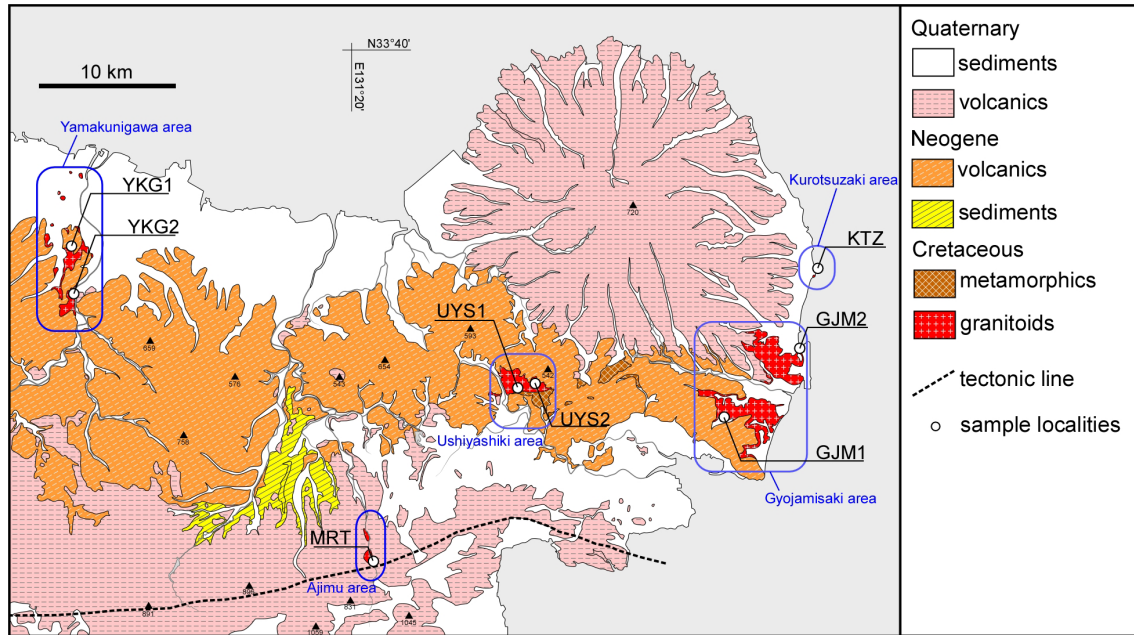 N33°40'
E131°20'
10 km
Yamakunigawa area
YKG1
YKG2
Kurotsuzaki area
720
KTZ
GJM2
UYS1
593
659
654
576
543
542
UYS2
Ushiyashiki area
GJM1
Gyojamisaki area
758
MRT
Ajimu area
891
831
1045
1059
Quaternary
sediments
volcanics
Neogene
volcanics
sediments
Cretaceous
metamorphics
granitoids
tectonic line
sample localities